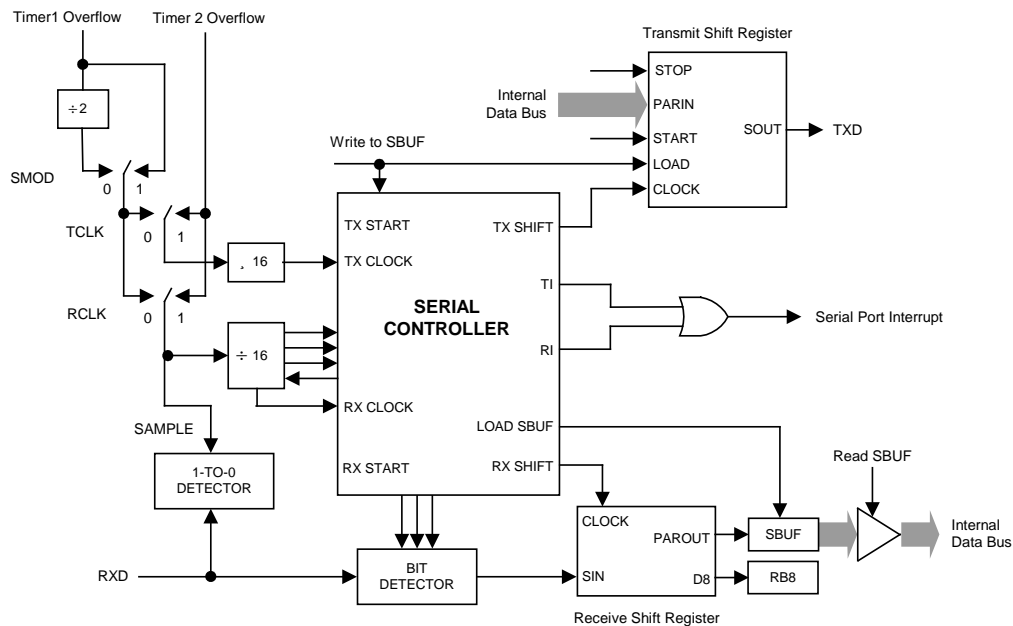 Timer1 Overflow
Timer 2 Overflow
Transmit Shift Register
÷2
STOP
Internal
Data Bus
PARIN
SOUT
TXD
START
Write to SBUF
LOAD
CLOCK
SMOD
0 1
TX START
TX SHIFT
TCLK
0 1
¸ 16
TX CLOCK
TI
SERIAL
CONTROLLER
Serial Port Interrupt
RCLK
0 1
÷ 16
RI
RX CLOCK
SAMPLE
LOAD SBUF
1-TO-0
DETECTOR
RX START
RX SHIFT
Read SBUF
CLOCK
PAROUT
SBUF
Internal
Data Bus
RXD
BIT
DETECTOR
SIN
D8
RB8
Receive Shift Register